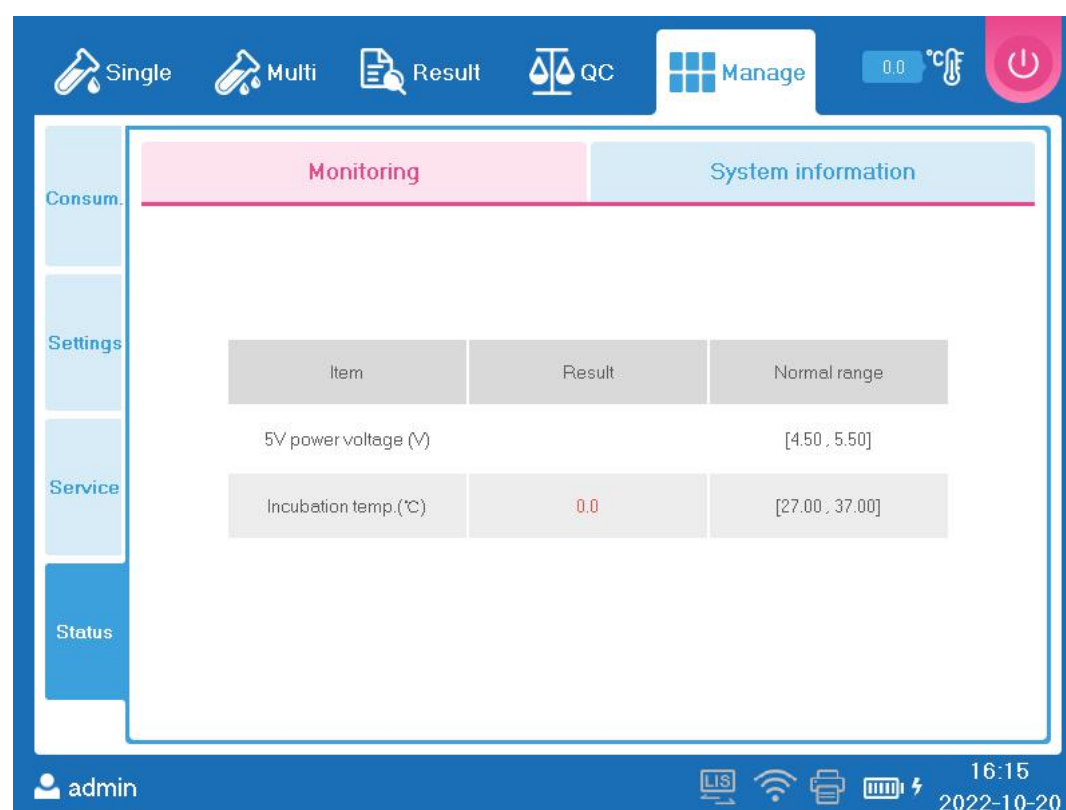 Single Multi Result QC Manage 0.0 °C
Monitoring System information
Consum.
Settings
Item Result Normal range
5V power voltage (V) [4.50 , 5.50]
Service
Incubation temp.(℃) 0.0 [27.00 , 37.00]
Status
admin LIS 16:15
2022-10-20